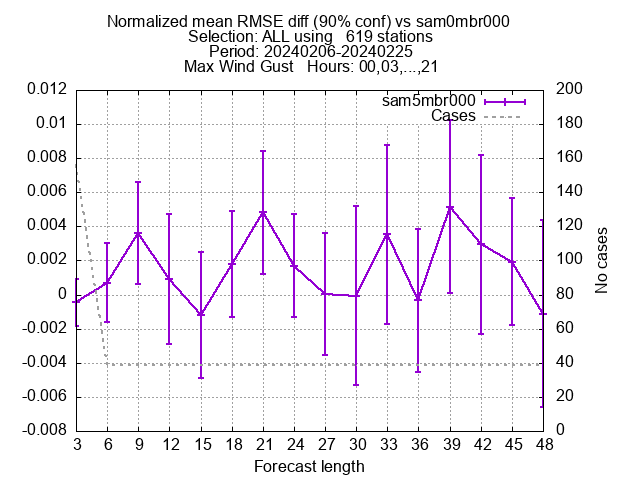 Normalized mean RMSE diff (90% conf) vs sam0mbr000
Selection: ALL using   619 stations
Period: 20240206-20240225
Max Wind Gust   Hours: 00,03,...,21
sam5mbr000
Cases
0.012
0.01
0.008
0.006
0.004
0.002
0
-0.002
-0.004
-0.006
-0.008
200
180
160
140
120
100
80
60
40
20
0
No cases
3 6 9 12 15 18 21 24 27 30 33 36 39 42 45 48
Forecast length